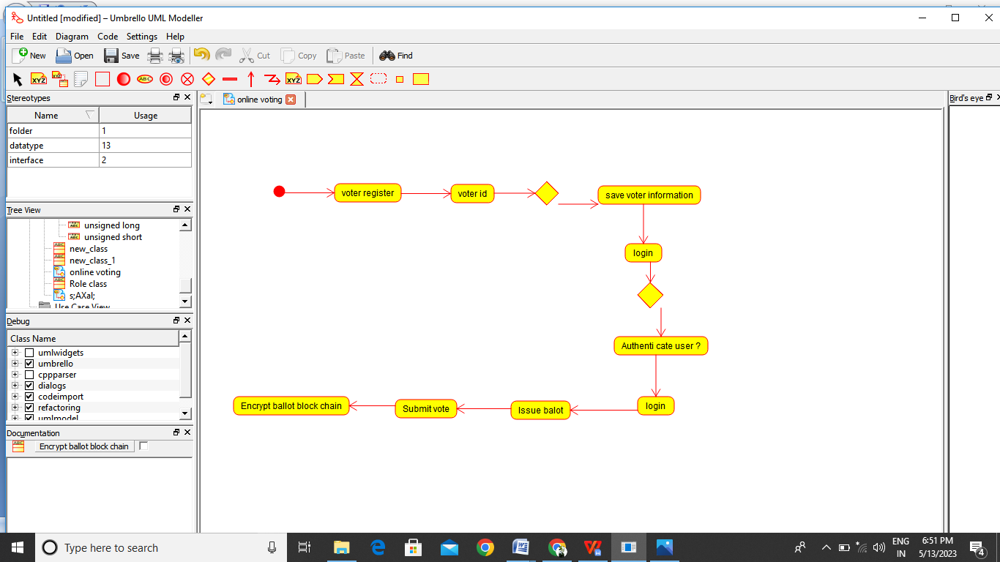 Untitled [modified] – Umbrello UML Modeller
File Edit Diagram Code Settings Help
New Open Save Cut Copy Paste Find
XYZ XYZ ABC XYZ
Stereotypes
Name Usage
folder 1
datatype 13
interface 2
Tree View
unsigned long
unsigned short
new_class
new_class_1
online voting
Role class
s;AXal;
Use Case View
Debug
Class Name
umlwidgets
umbrello
cppparser
dialogs
codeimport
refactoring
umlmodel
Documentation
Encrypt ballot block chain
online voting
Bird's eye
voter register
voter id
save voter information
login
Authenti cate user ?
login
Issue balot
Submit vote
Encrypt ballot block chain
Type here to search
ENG
IN
6:51 PM
5/13/2023
4